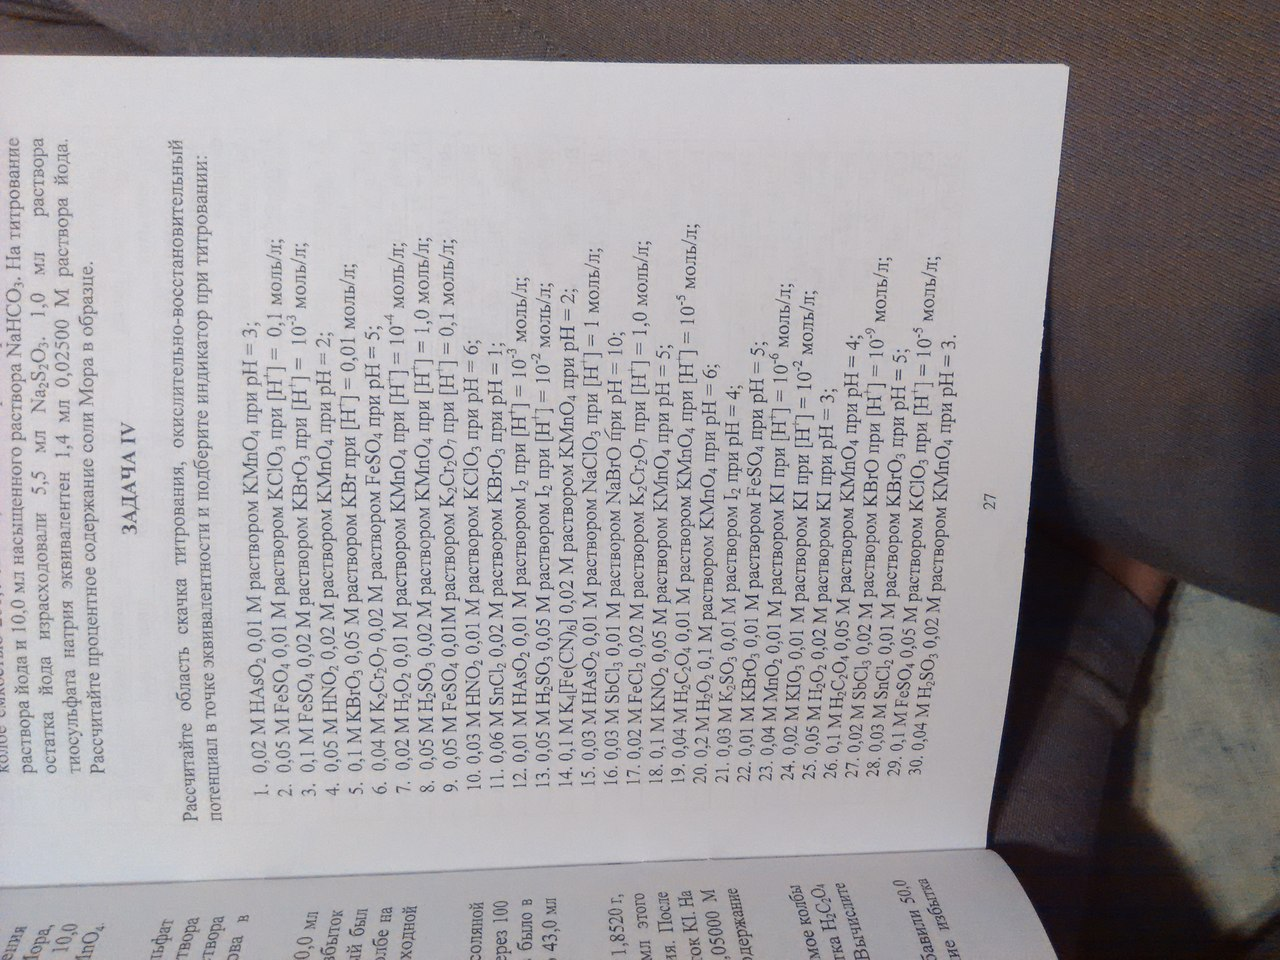 раствора йода и 10,0 мл насыщенного раствора NaHCO₃. На титрование
остатка йода израсходовали 5,5 мл Na₂S₂O₃. 1,0 мл раствора
тиосульфата натрия эквивалентен 1,4 мл 0,02500 М раствора йода.
Рассчитайте процентное содержание соли Мора в образце.
ЗАДАЧА IV
Рассчитайте область скачка титрования, окислительно-восстановительный
потенциал в точке эквивалентности и подберите индикатор при титровании:
1. 0,02 М HAsO₂ 0,01 М раствором KMnO₄ при pH = 3;
2. 0,05 М FeSO₄ 0,01 М раствором KClO₃ при [H⁺] = 0,1 моль/л;
3. 0,1 М FeSO₄ 0,02 М раствором KBrO₃ при [H⁺] = 10⁻³ моль/л;
4. 0,05 М HNO₂ 0,02 М раствором KMnO₄ при pH = 2;
5. 0,1 М KBrO₃ 0,05 М раствором KBr при [H⁺] = 0,01 моль/л;
6. 0,04 М K₂Cr₂O₇ 0,02 М раствором FeSO₄ при pH = 5;
7. 0,02 М H₂O₂ 0,01 М раствором KMnO₄ при [H⁺] = 10⁻⁴ моль/л;
8. 0,05 М H₂SO₃ 0,02 М раствором KMnO₄ при [H⁺] = 1,0 моль/л;
9. 0,05 М FeSO₄ 0,01М раствором K₂Cr₂O₇ при [H⁺] = 0,1 моль/л;
10. 0,03 М HNO₂ 0,01 М раствором KClO₃ при pH = 6;
11. 0,06 М SnCl₂ 0,02 М раствором KBrO₃ при pH = 1;
12. 0,01 М HAsO₂ 0,01 М раствором I₂ при [H⁺] = 10⁻³ моль/л;
13. 0,05 М H₂SO₃ 0,05 М раствором I₂ при [H⁺] = 10⁻² моль/л;
14. 0,1 М K₄[Fe(CN)₆] 0,02 М раствором KMnO₄ при pH = 2;
15. 0,03 М HAsO₂ 0,01 М раствором NaClO₃ при [H⁺] = 1 моль/л;
16. 0,03 М SbCl₃ 0,01 М раствором NaBrO при pH = 10;
17. 0,02 М FeCl₂ 0,02 М раствором K₂Cr₂O₇ при [H⁺] = 1,0 моль/л;
18. 0,1 М KNO₂ 0,05 М раствором KMnO₄ при pH = 5;
19. 0,04 М H₂C₂O₄ 0,01 М раствором KMnO₄ при [H⁺] = 10⁻⁵ моль/л;
20. 0,2 М H₂O₂ 0,1 М раствором KMnO₄ при pH = 6;
21. 0,03 М K₂SO₃ 0,01 М раствором I₂ при pH = 4;
22. 0,01 М KBrO₃ 0,01 М раствором FeSO₄ при pH = 5;
23. 0,04 М MnO₂ 0,01 М раствором KI при [H⁺] = 10⁻⁶ моль/л;
24. 0,02 М KIO₃ 0,01 М раствором KI при [H⁺] = 10⁻² моль/л;
25. 0,05 М H₂O₂ 0,02 М раствором KI при pH = 3;
26. 0,1 М H₂C₂O₄ 0,05 М раствором KMnO₄ при pH = 4;
27. 0,02 М SbCl₃ 0,02 М раствором KBrO при [H⁺] = 10⁻⁹ моль/л;
28. 0,03 М SnCl₂ 0,01 М раствором KBrO₃ при pH = 5;
29. 0,1 М FeSO₄ 0,05 М раствором KClO₃ при [H⁺] = 10⁻⁵ моль/л;
30. 0,04 М H₂SO₃ 0,02 М раствором KMnO₄ при pH = 3.
27